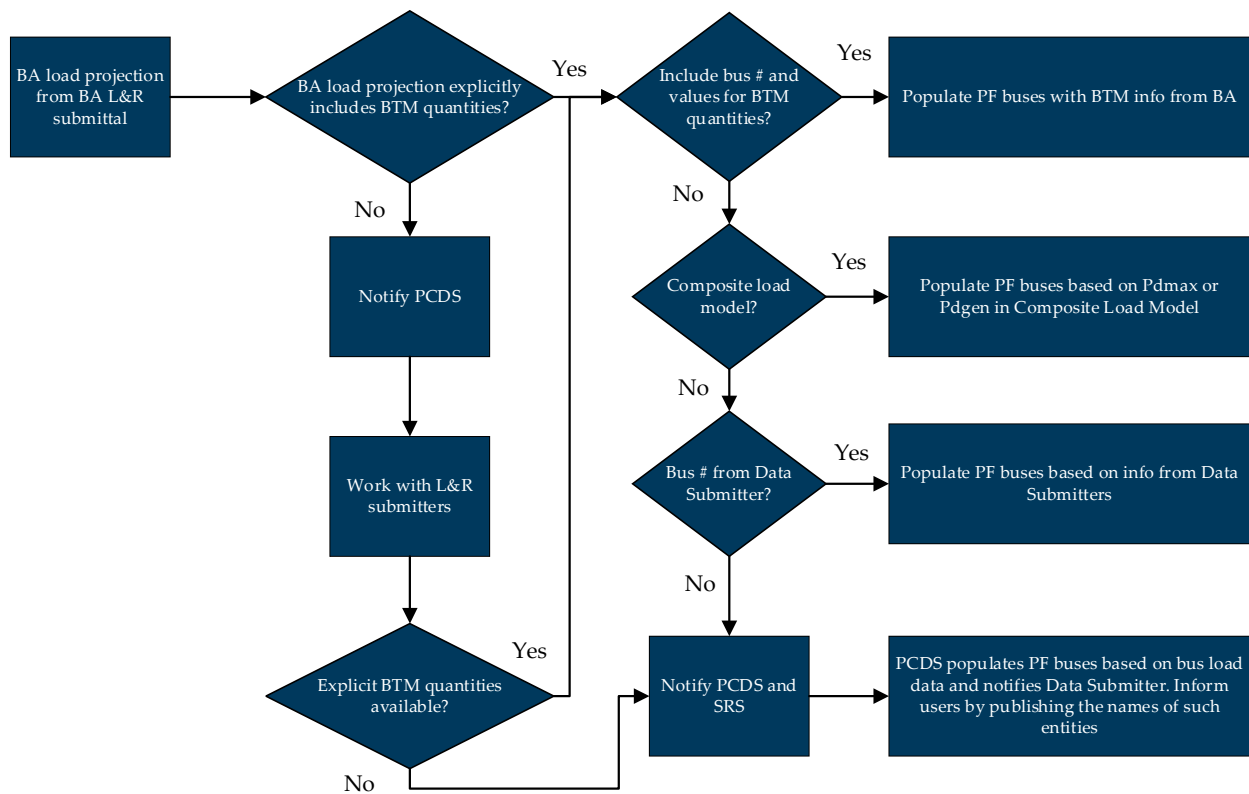 BA load projection
from BA L&R
submittal
BA load projection explicitly
includes BTM quantities?
Yes
Include bus # and
values for BTM
quantities?
Yes
Populate PF buses with BTM info from BA
No
No
Notify PCDS
Composite load
model?
Yes
Populate PF buses based on Pdmax or
Pdgen in Composite Load Model
No
Work with L&R
submitters
Bus # from Data
Submitter?
Yes
Populate PF buses based on info from Data
Submitters
No
Explicit BTM quantities
available?
Yes
No
Notify PCDS and
SRS
PCDS populates PF buses based on bus load
data and notifies Data Submitter. Inform
users by publishing the names of such
entities